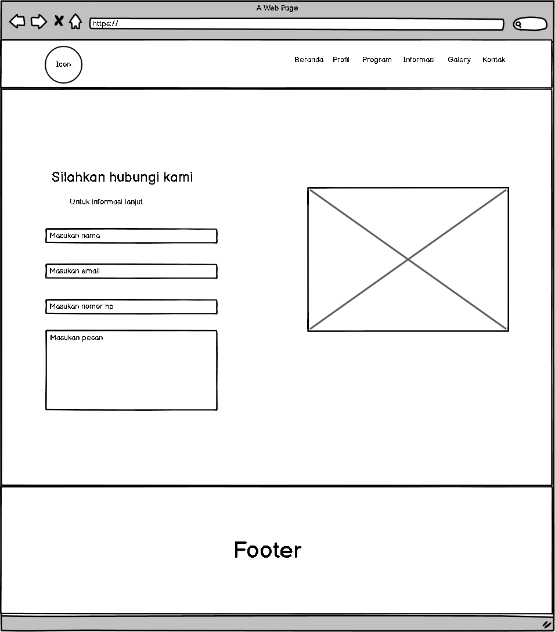 A Web Page
https://
Icon
Beranda Profil Program Informasi Galery Kontak
Silahkan hubungi kami
Untuk informasi lanjut
Masukan nama
Masukan email
Masukan nomor hp
Masukan pesan
Footer